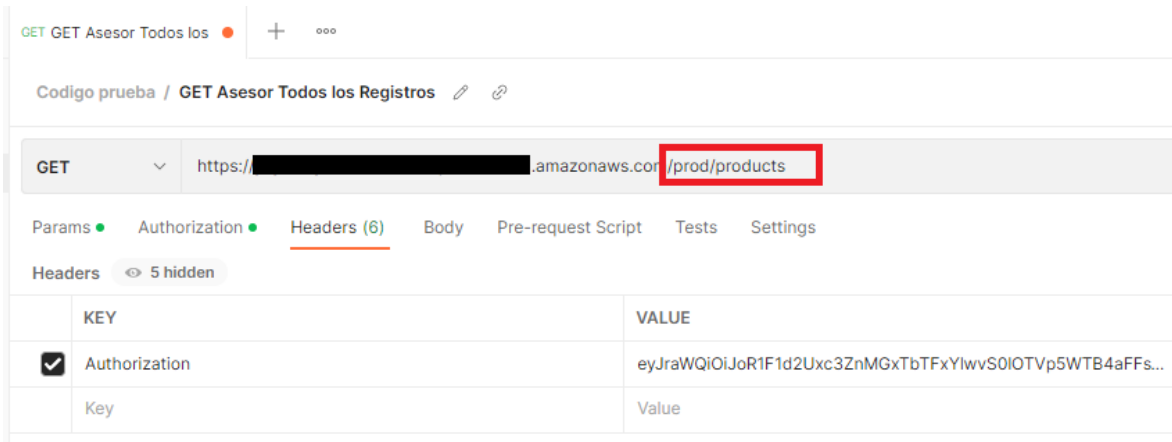 GET GET Asesor Todos los
Codigo prueba / GET Asesor Todos los Registros
GET https:/ .amazonaws.com/prod/products
Params Authorization Headers (6) Body Pre-request Script Tests Settings
Headers 5 hidden
KEY VALUE
Authorization
Key Value